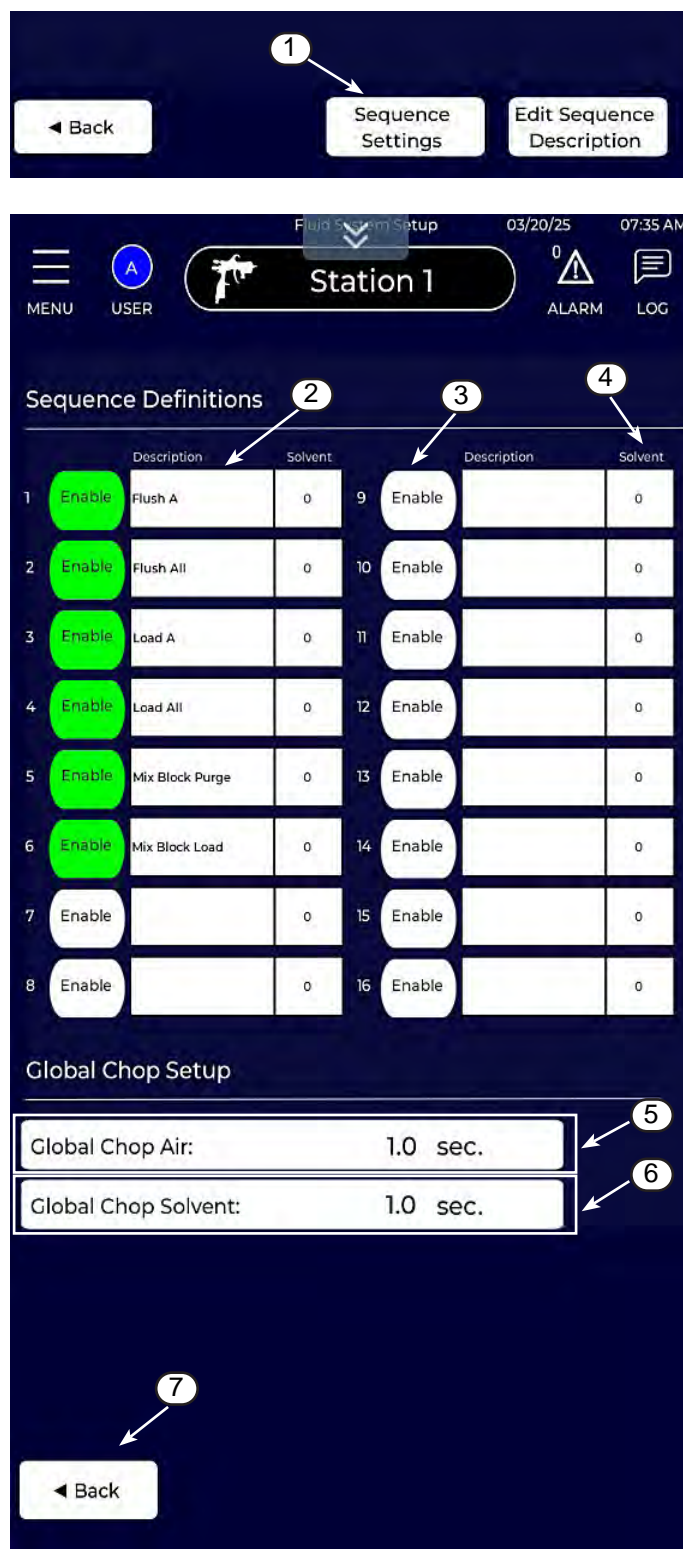 1
◄ Back
Sequence Settings
Edit Sequence Description
Fluid System Setup 03/20/25 07:35 AM
MENU
A
USER
Station 1
0
ALARM
LOG
Sequence Definitions
2
3
4
Description Solvent Description Solvent
1 Enable Flush A 0 9 Enable 0
2 Enable Flush All 0 10 Enable 0
3 Enable Load A 0 11 Enable 0
4 Enable Load All 0 12 Enable 0
5 Enable Mix Block Purge 0 13 Enable 0
6 Enable Mix Block Load 0 14 Enable 0
7 Enable 0 15 Enable 0
8 Enable 0 16 Enable 0
Global Chop Setup
5
Global Chop Air: 1.0 sec.
6
Global Chop Solvent: 1.0 sec.
7
◄ Back